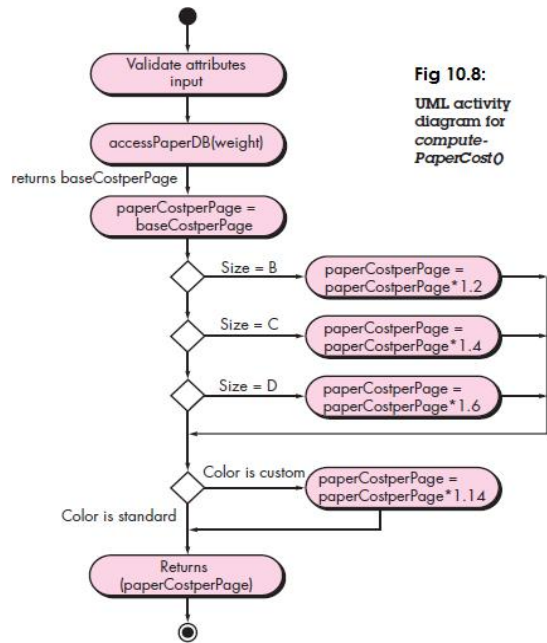 Validate attributes
input
Fig 10.8:
UML activity
diagram for
compute-
PaperCost()
accessPaperDB(weight)
returns baseCostperPage
paperCostperPage =
baseCostperPage
Size = B
paperCostperPage =
paperCostperPage*1.2
Size = C
paperCostperPage =
paperCostperPage*1.4
Size = D
paperCostperPage =
paperCostperPage*1.6
Color is custom
paperCostperPage =
paperCostperPage*1.14
Color is standard
Returns
(paperCostperPage)